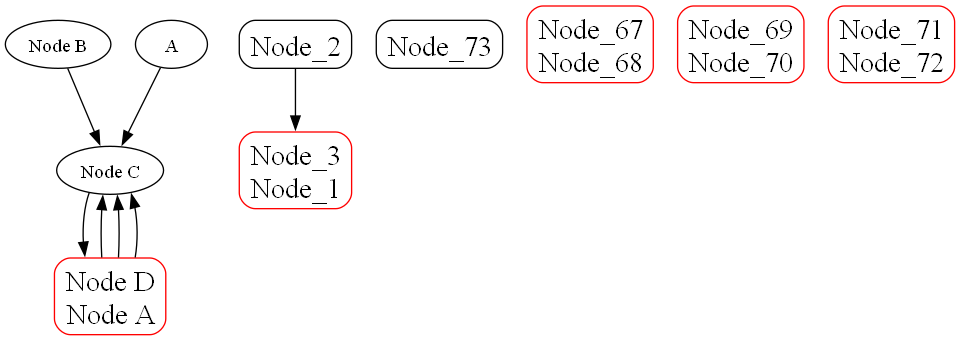 Node B
A
Node_2
Node_73
Node_67
Node_68
Node_69
Node_70
Node_71
Node_72
Node C
Node_3
Node_1
Node D
Node A